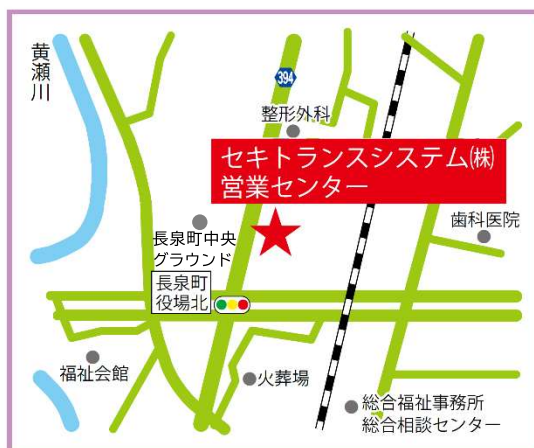 黄瀬川
394
整形外科
セキトランスシステム㈱
営業センター
長泉町中央
グラウンド
歯科医院
長泉町
役場北
福祉会館
火葬場
総合福祉事務所
総合相談センター